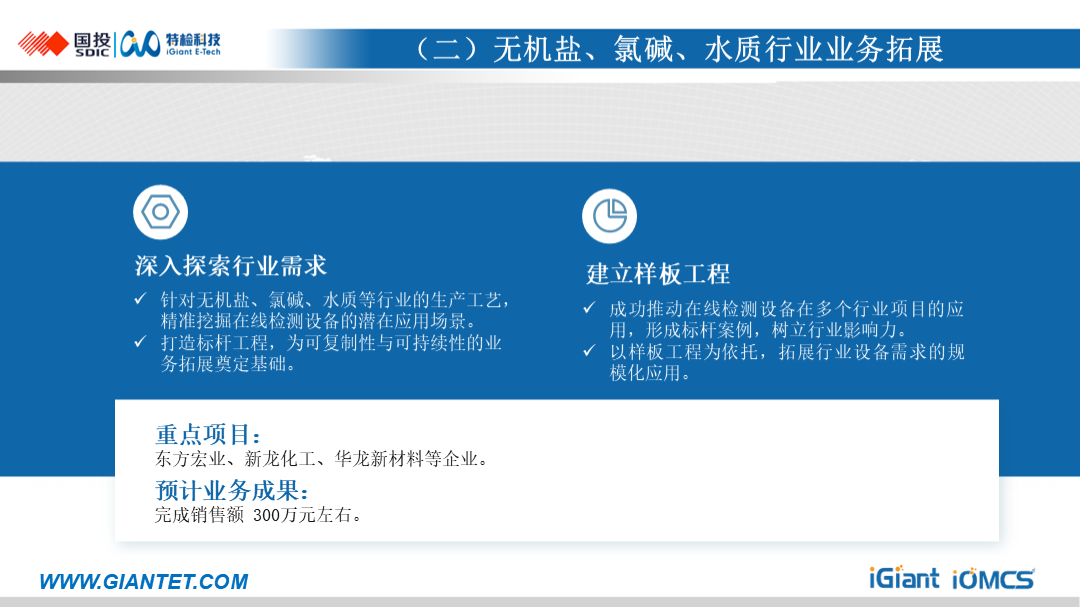 国投 SDIC 特检科技 iGiant E-Tech
（二）无机盐、氯碱、水质行业业务拓展
深入探索行业需求
✓ 针对无机盐、氯碱、水质等行业的生产工艺，
精准挖掘在线检测设备的潜在应用场景。
✓ 打造标杆工程，为可复制性与可持续性的业
务拓展奠定基础。
建立样板工程
✓ 成功推动在线检测设备在多个行业项目的应
用，形成标杆案例，树立行业影响力。
✓ 以样板工程为依托，拓展行业设备需求的规
模化应用。
重点项目：
东方宏业、新龙化工、华龙新材料等企业。
预计业务成果：
完成销售额 300万元左右。
WWW.GIANTET.COM
iGiant iOMCS